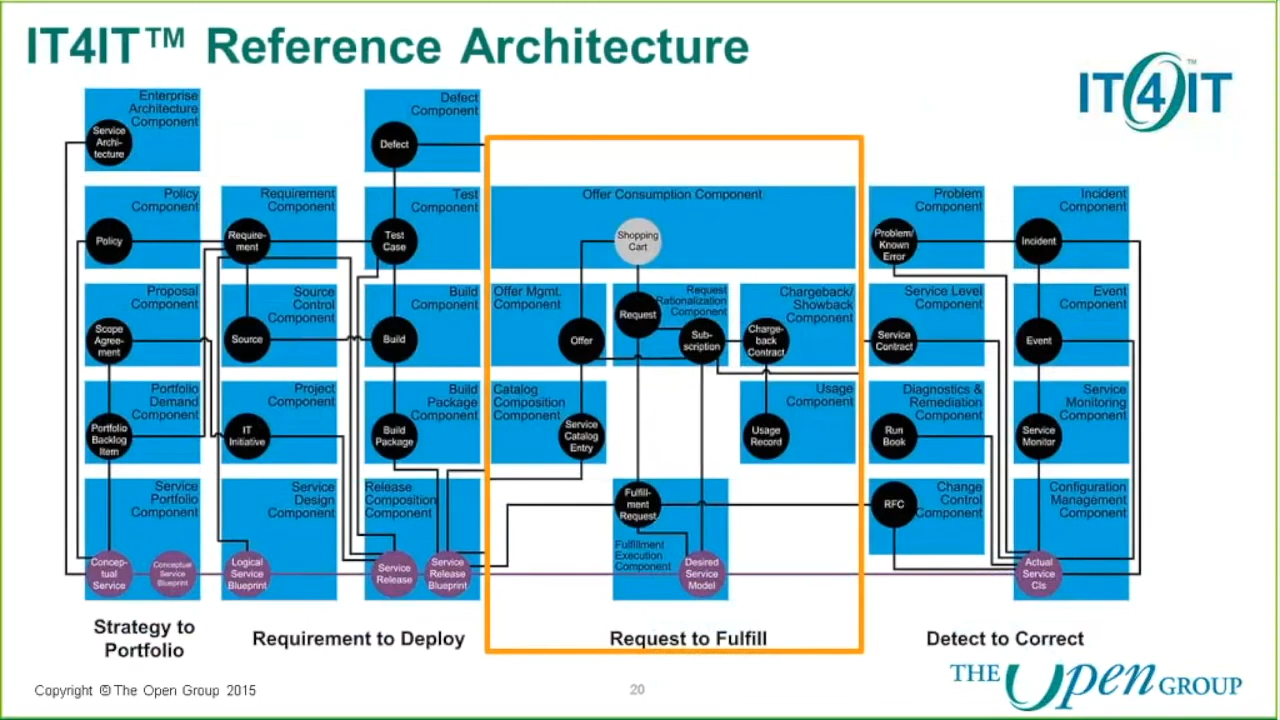 IT4IT™ Reference Architecture
IT4IT™
Enterprise
Architecture
Component
Service
Archi-
tecture
Policy
Component
Policy
Proposal
Component
Scope
Agree-
ment
Portfolio
Demand
Component
Portfolio
Backlog
Item
Service
Portfolio
Component
Concep-
tual
Service
Conceptual
Service
Blueprint
Strategy to
Portfolio
Requirement
Component
Require-
ment
Source
Control
Component
Source
Project
Component
IT
Initiative
Service
Design
Component
Logical
Service
Blueprint
Defect
Component
Defect
Test
Component
Test
Case
Build
Component
Build
Build
Package
Component
Build
Package
Release
Composition
Component
Service
Release
Service
Release
Blueprint
Requirement to Deploy
Offer Consumption Component
Shopping
Cart
Offer Mgmt.
Component
Offer
Request
Rationalization
Component
Request
Sub-
scription
Chargeback/
Showback
Component
Charge-
back
Contract
Catalog
Composition
Component
Service
Catalog
Entry
Usage
Component
Usage
Record
Fulfill-
ment
Request
Fulfillment
Execution
Component
Desired
Service
Model
Request to Fulfill
Problem
Component
Problem/
Known
Error
Service Level
Component
Service
Contract
Diagnostics &
Remediation
Component
Run
Book
Change
Control
Component
RFC
Incident
Component
Incident
Event
Component
Event
Service
Monitoring
Component
Service
Monitor
Configuration
Management
Component
Actual
Service
CIs
Detect to Correct
Copyright © The Open Group 2015
20
THE Open GROUP